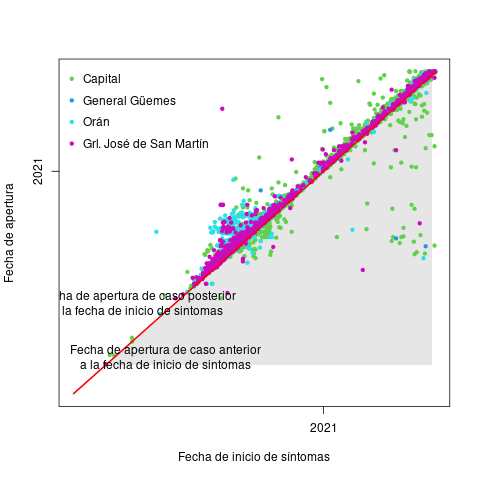 Capital
General Güemes
Orán
Grl. José de San Martín
2021
Fecha de apertura
ha de apertura de caso posterior
la fecha de inicio de síntomas
Fecha de apertura de caso anterior
a la fecha de inicio de sintomas
2021
Fecha de inicio de síntomas